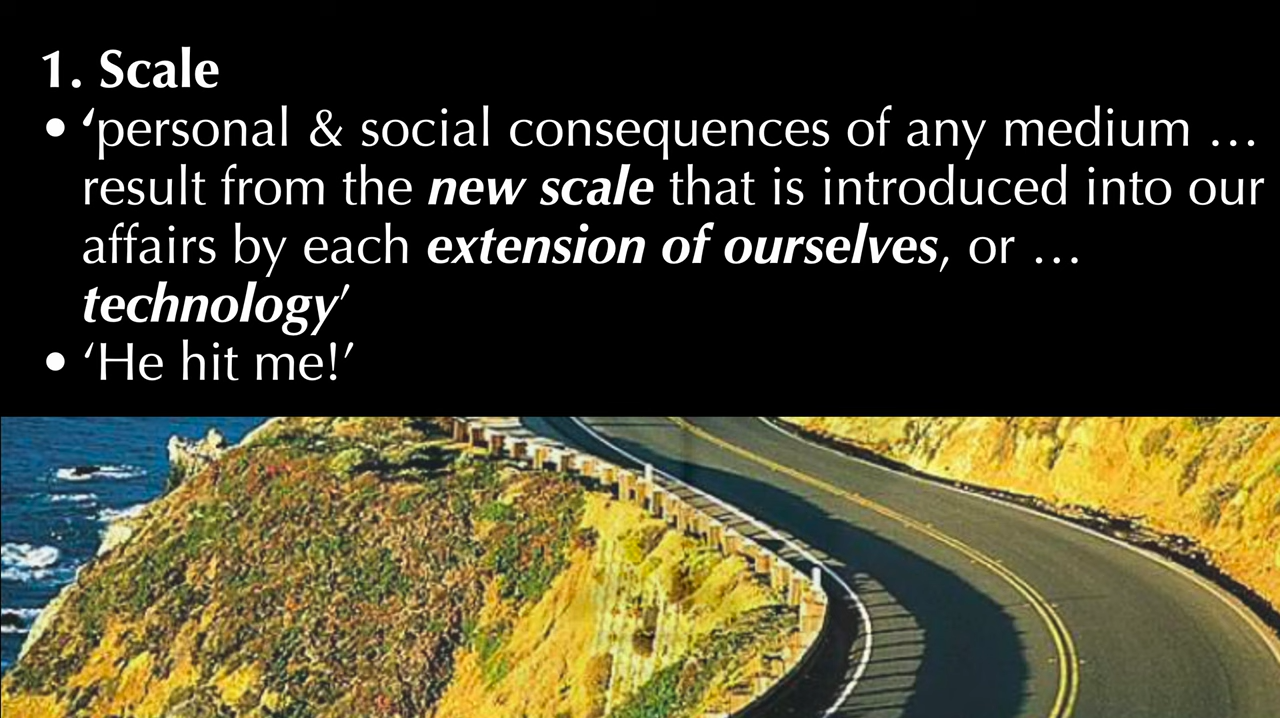 1. Scale
• ‘personal & social consequences of any medium …
result from the new scale that is introduced into our
affairs by each extension of ourselves, or …
technology’
• ‘He hit me!’